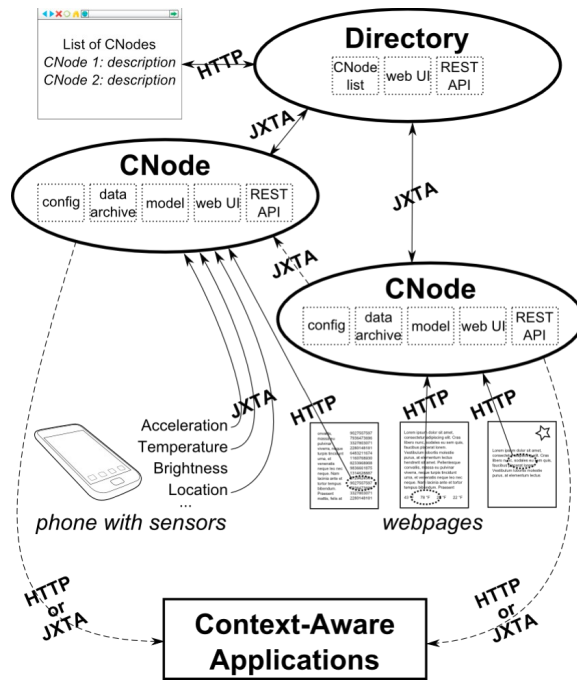 List of CNodes
CNode 1: description
CNode 2: description
HTTP
Directory
CNode list
web UI
REST API
JXTA
JXTA
CNode
config
data archive
model
web UI
REST API
JXTA
CNode
config
data archive
model
web UI
REST API
JXTA
HTTP
HTTP
HTTP
Acceleration
Temperature
Brightness
Location
...
phone with sensors
webpages
HTTP
or
JXTA
HTTP
or
JXTA
Context-Aware
Applications